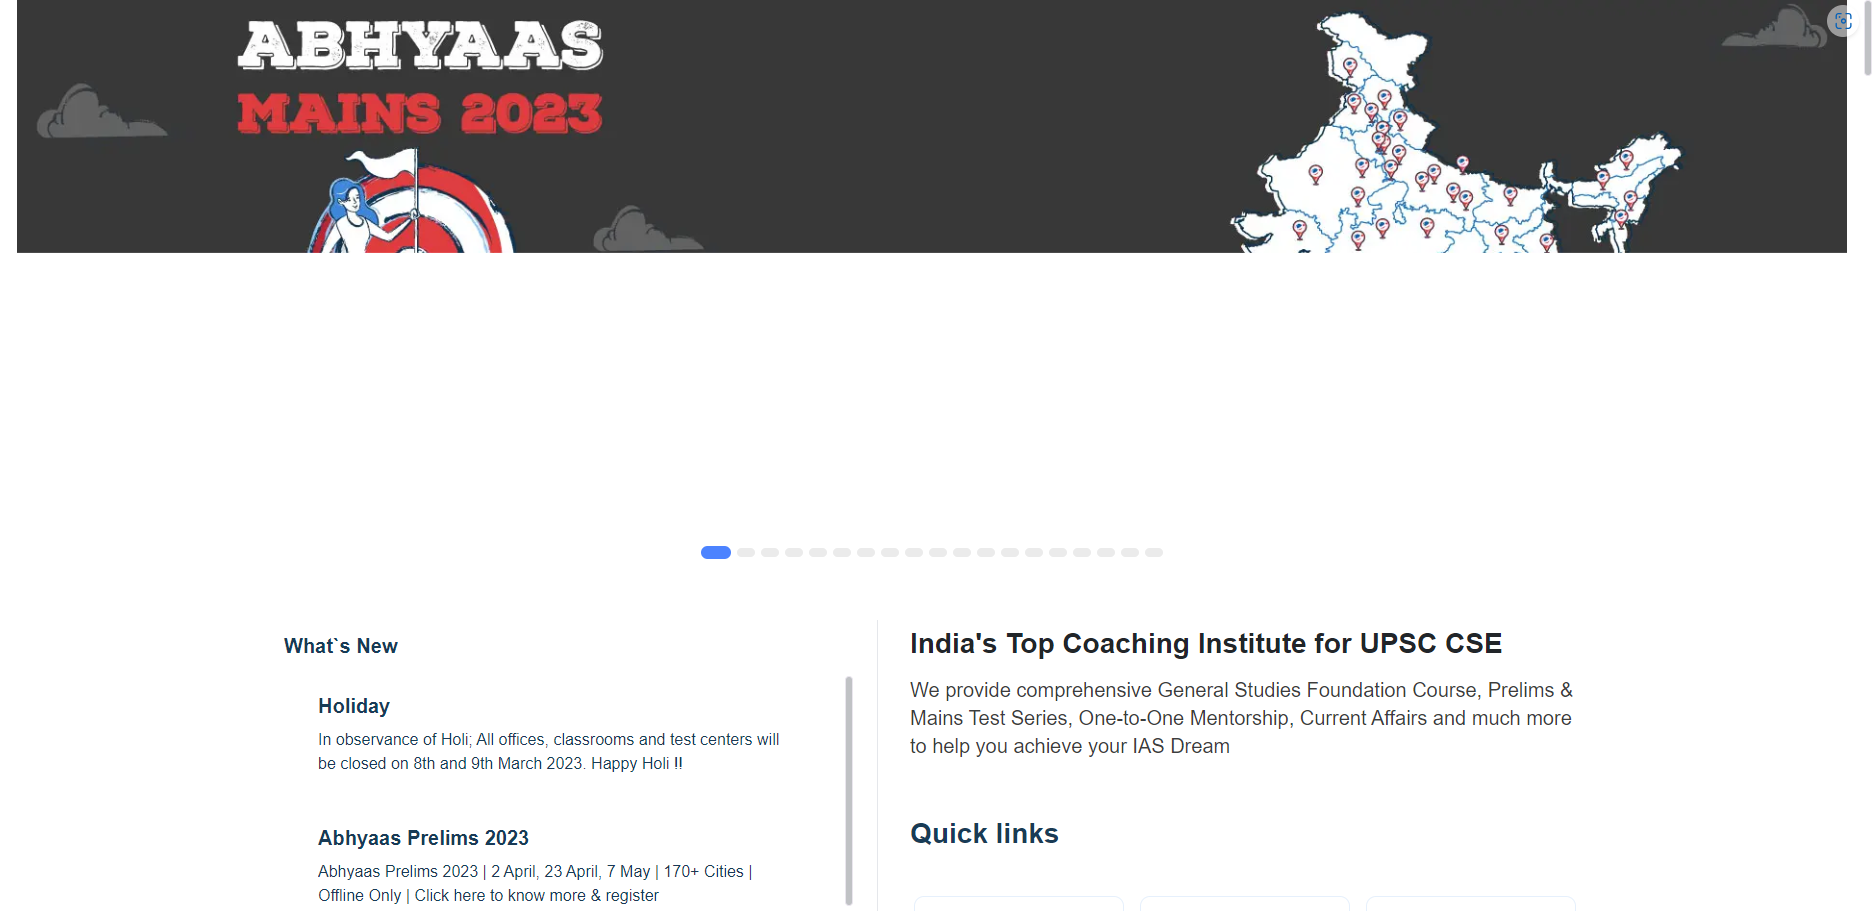 ABHYAAS
MAINS 2023
What`s New
Holiday
In observance of Holi; All offices, classrooms and test centers will
be closed on 8th and 9th March 2023. Happy Holi !!
Abhyaas Prelims 2023
Abhyaas Prelims 2023 | 2 April, 23 April, 7 May | 170+ Cities |
Offline Only | Click here to know more & register
India's Top Coaching Institute for UPSC CSE
We provide comprehensive General Studies Foundation Course, Prelims &
Mains Test Series, One-to-One Mentorship, Current Affairs and much more
to help you achieve your IAS Dream
Quick links